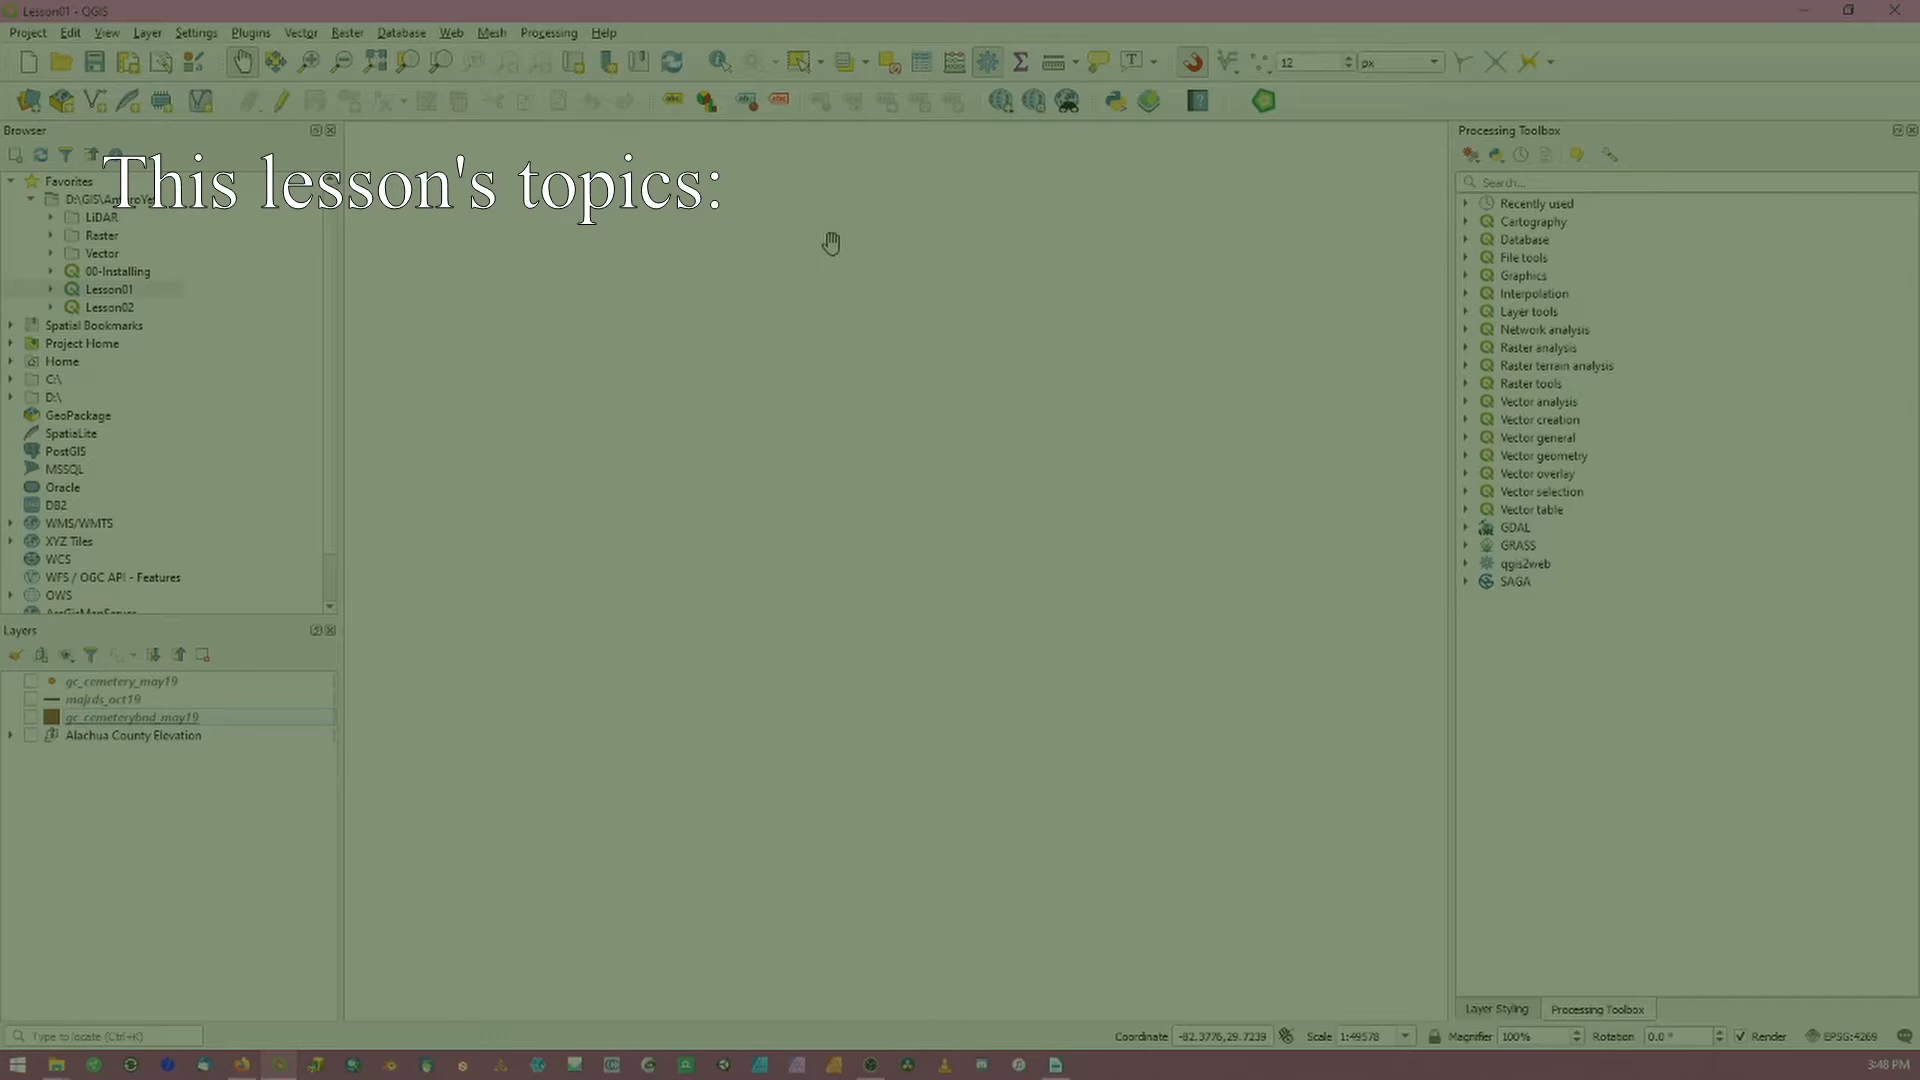 Lesson01 - QGIS
Project Edit View Layer Settings Plugins Vector Raster Database Web Mesh Processing Help
12 px
Browser
This lesson's topics:
Favorites
LiDAR
Raster
Vector
00-Installing
Lesson01
Lesson02
Spatial Bookmarks
Project Home
Home
C:\
D:\
GeoPackage
SpatiaLite
PostGIS
MSSQL
Oracle
DB2
WMS/WMTS
XYZ Tiles
WCS
WFS / OGC API - Features
OWS
Layers
gc_cemetery_may19
majrds_oct19
gc_cemeterybnd_may19
Alachua County Elevation
Processing Toolbox
Search...
Recently used
Cartography
Database
File tools
Graphics
Interpolation
Layer tools
Network analysis
Raster analysis
Raster terrain analysis
Raster tools
Vector analysis
Vector creation
Vector general
Vector geometry
Vector overlay
Vector selection
Vector table
GDAL
GRASS
qgis2web
SAGA
Layer Styling Processing Toolbox
Type to locate (Ctrl+K)
Coordinate -82.3776,29.7239 Scale 1:49578 Magnifier 100% Rotation 0.0 ° Render EPSG:4269
3:48 PM